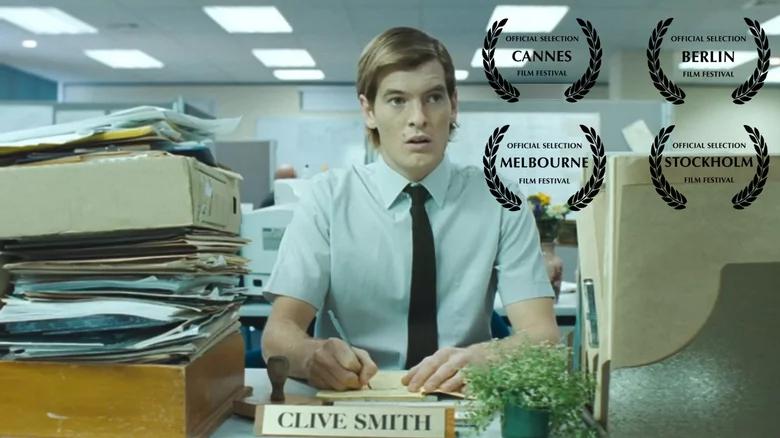 OFFICIAL SELECTION
CANNES
FILM FESTIVAL
OFFICIAL SELECTION
BERLIN
FILM FESTIVAL
OFFICIAL SELECTION
MELBOURNE
FILM FESTIVAL
OFFICIAL SELECTION
STOCKHOLM
FILM FESTIVAL
CLIVE SMITH